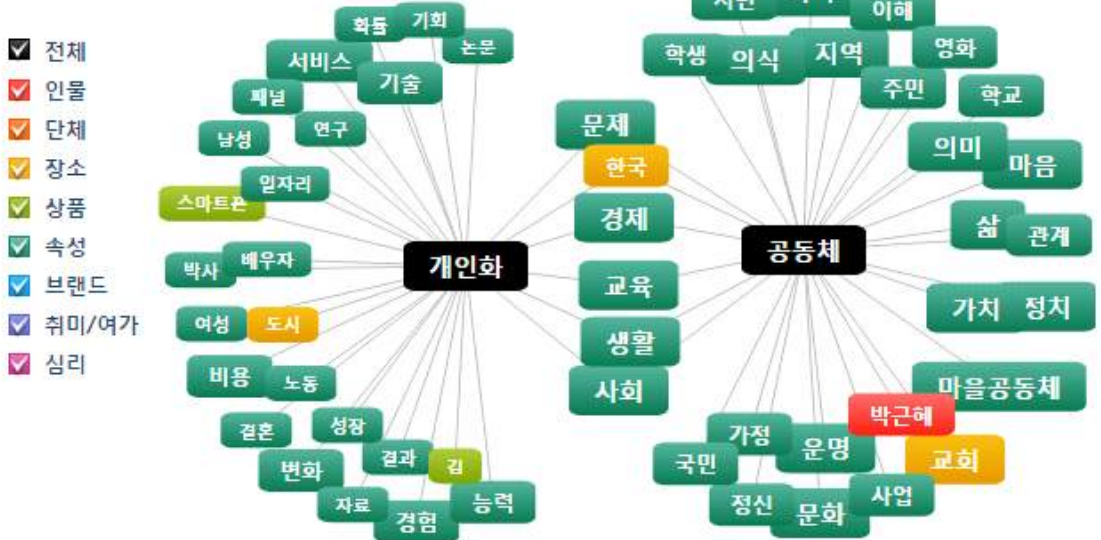 전체
인물
단체
장소
상품
속성
브랜드
취미/여가
심리
확률
기회
논문
서비스
기술
패널
연구
남성
일자리
스마트폰
박사
배우자
개인화
여성
도시
비용
노동
결혼
성장
변화
결과
김
자료
경험
능력
문제
한국
경제
교육
생활
사회
이해
학생
의식
지역
영화
주민
학교
의미
마음
공동체
삶
관계
가치
정치
마을공동체
박근혜
가정
운명
교회
국민
정신
문화
사업